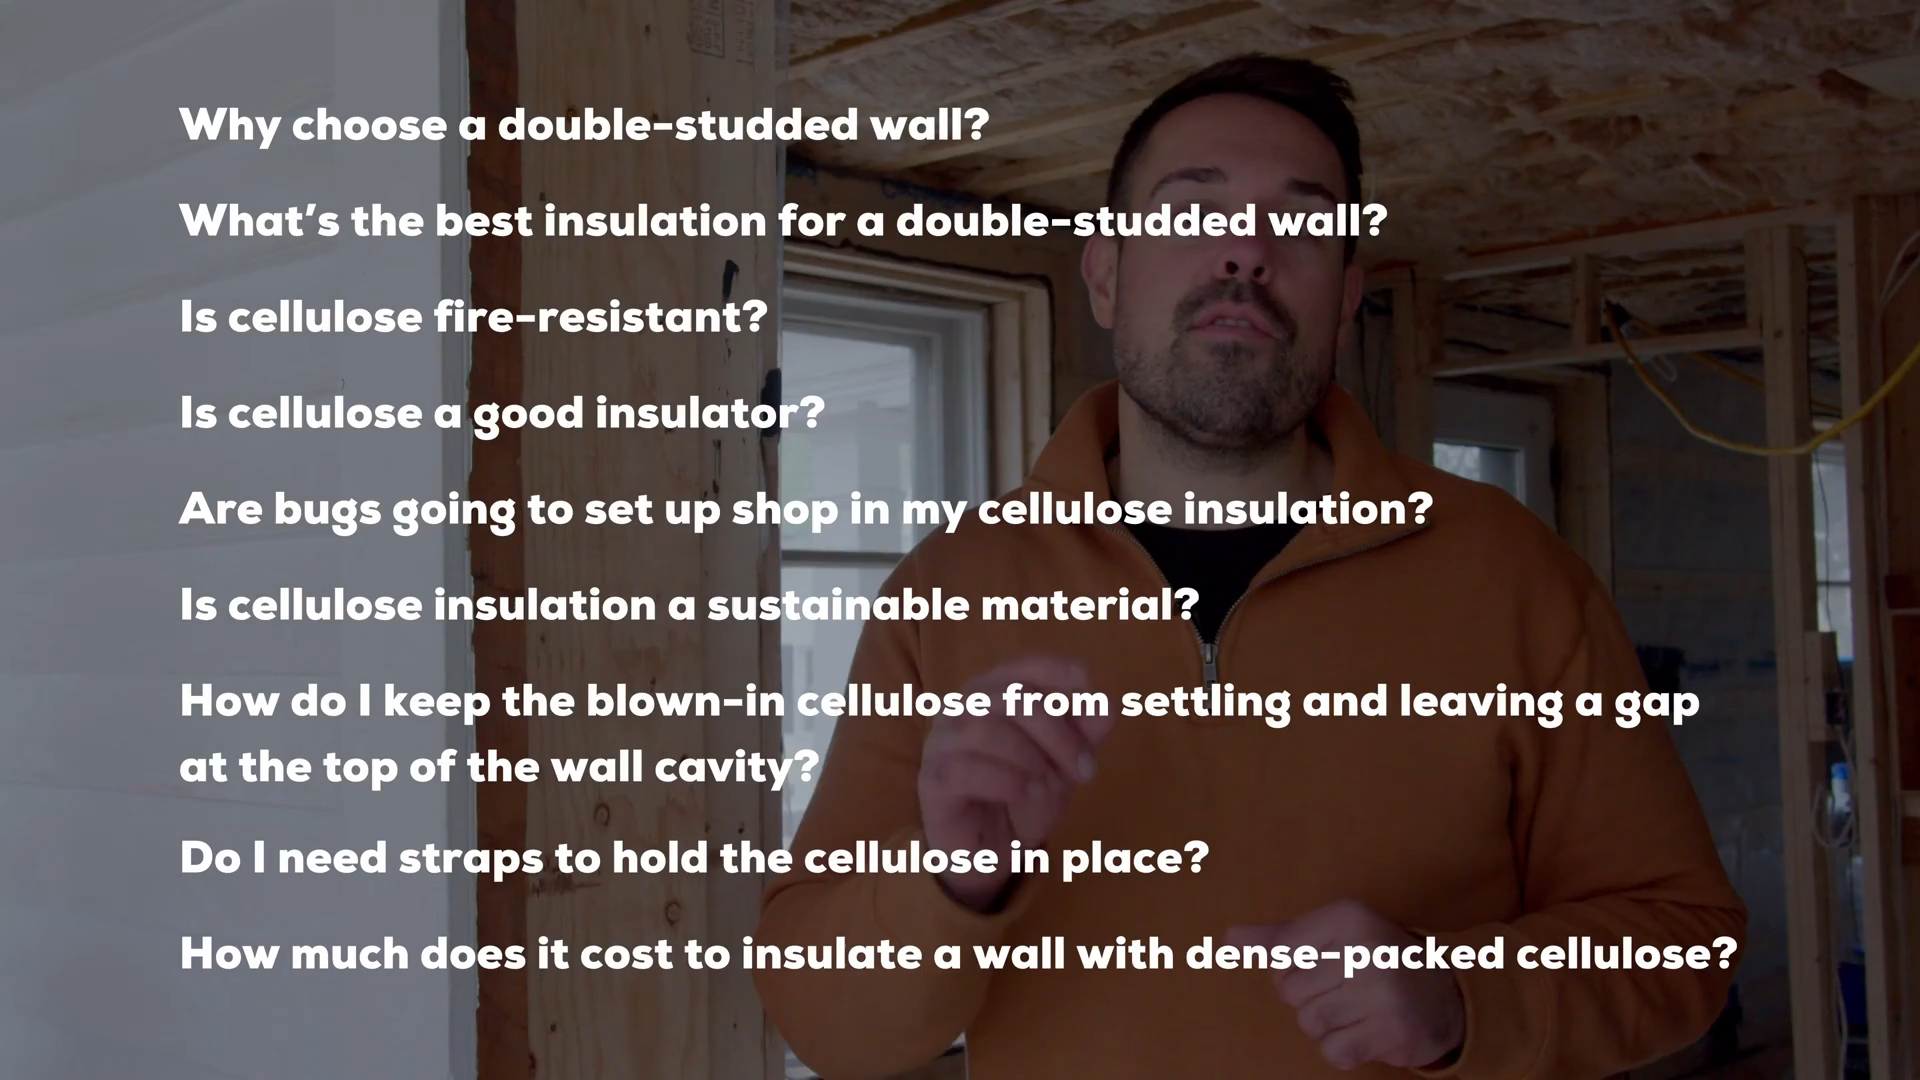 Why choose a double-studded wall?
What's the best insulation for a double-studded wall?
Is cellulose fire-resistant?
Is cellulose a good insulator?
Are bugs going to set up shop in my cellulose insulation?
Is cellulose insulation a sustainable material?
How do I keep the blown-in cellulose from settling and leaving a gap
at the top of the wall cavity?
Do I need straps to hold the cellulose in place?
How much does it cost to insulate a wall with dense-packed cellulose?